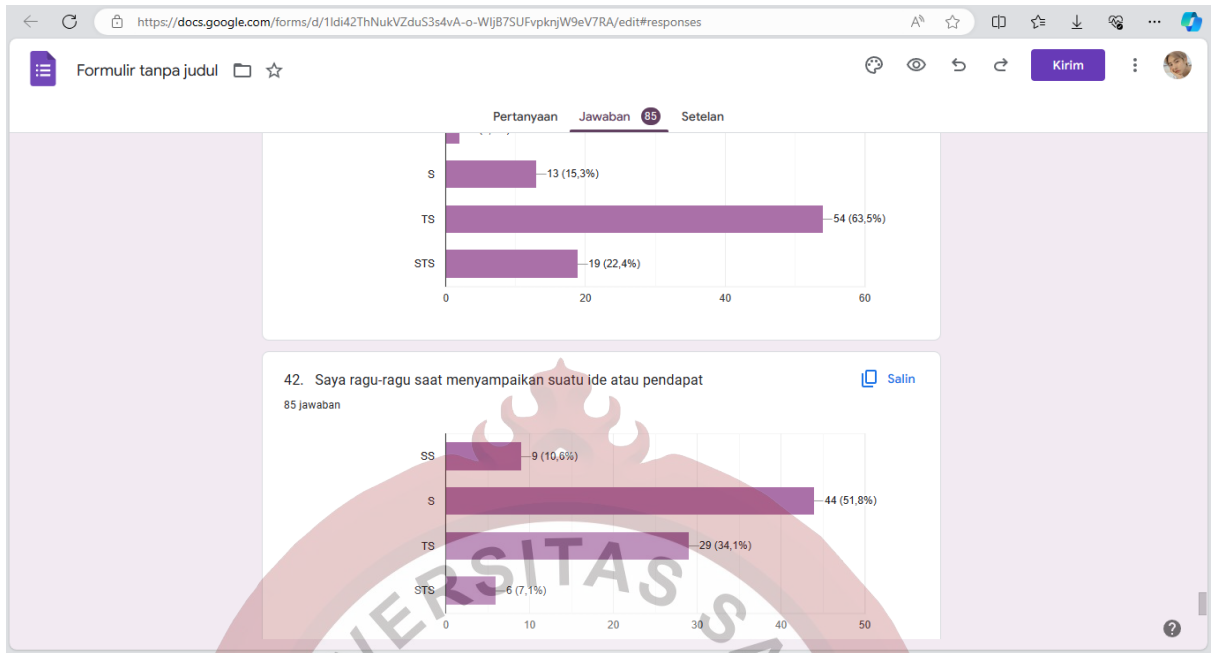 https://docs.google.com/forms/d/1Idi42ThNukVZduS3s4vA-o-WIjB7SUFvpknjW9eV7RA/edit#responses
Formulir tanpa judul
Kirim
Pertanyaan Jawaban 85 Setelan
S 13 (15,3%)
TS 54 (63,5%)
STS 19 (22,4%)
0 20 40 60
42. Saya ragu-ragu saat menyampaikan suatu ide atau pendapat
Salin
85 jawaban
SS 9 (10,6%)
S 44 (51,8%)
TS 29 (34,1%)
STS 6 (7,1%)
0 10 20 30 40 50
VERSITAS SA